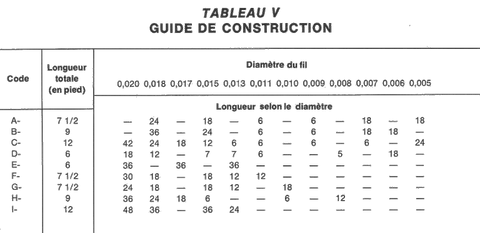 TABLEAU V
GUIDE DE CONSTRUCTION
Code Longueur totale (en pied) Diamètre du fil
0,020 0,018 0,017 0,015 0,013 0,011 0,010 0,009 0,008 0,007 0,006 0,005
Longueur selon le diamètre
A- 7 1/2 — 24 — 18 — 6 — 6 — 18 — 18
B- 9 — 36 — 24 — 6 — 6 — 18 18 —
C- 12 42 24 18 12 6 6 — 6 — 6 — 24
D- 6 18 12 — 7 7 6 — — 5 — 18 —
E- 6 36 — 36 — 36 — — — — — — —
F- 7 1/2 30 18 — 18 12 12 — — — — — —
G- 7 1/2 24 18 — 18 12 — 10 — — — — —
H- 9 36 24 18 6 — — 6 — 12 — — —
I- 12 48 36 — 36 24 — — — — — — —